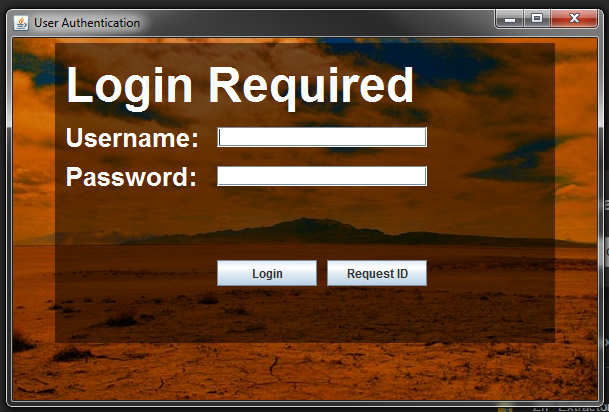 User Authentication
Login Required
Username:
Password:
Login Request ID